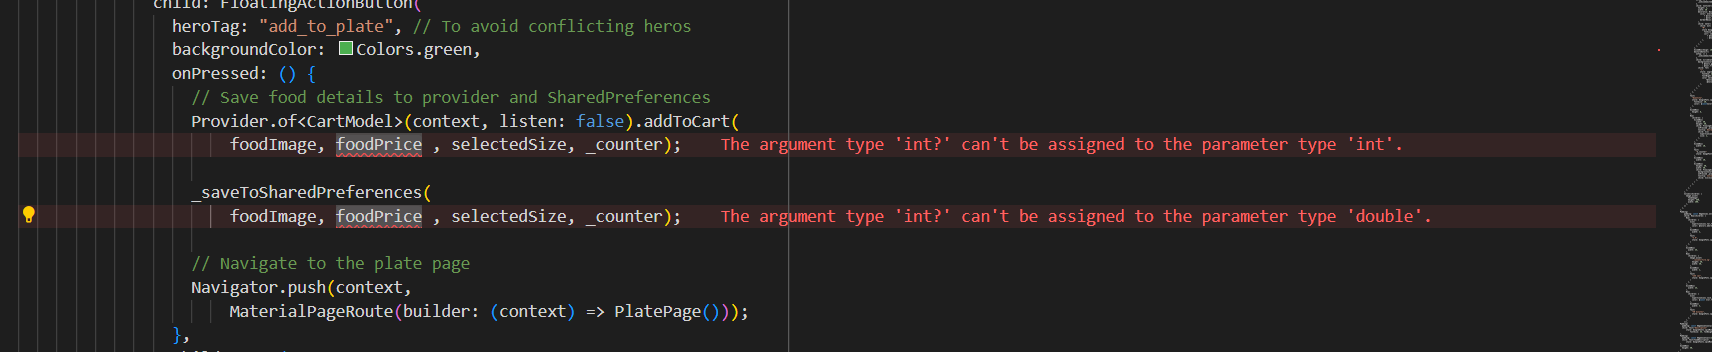 child: FloatingActionButton(
heroTag: "add_to_plate", // To avoid conflicting heros
backgroundColor: Colors.green,
onPressed: () {
// Save food details to provider and SharedPreferences
Provider.of<CartModel>(context, listen: false).addToCart(
foodImage, foodPrice , selectedSize, _counter); The argument type 'int?' can't be assigned to the parameter type 'int'.
_saveToSharedPreferences(
foodImage, foodPrice , selectedSize, _counter); The argument type 'int?' can't be assigned to the parameter type 'double'.
// Navigate to the plate page
Navigator.push(context,
MaterialPageRoute(builder: (context) => PlatePage()));
},